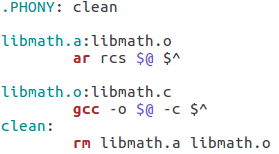 .PHONY: clean

libmath.a:libmath.o
        ar rcs $@ $^

libmath.o:libmath.c
        gcc -o $@ -c $^
clean:
        rm libmath.a libmath.o